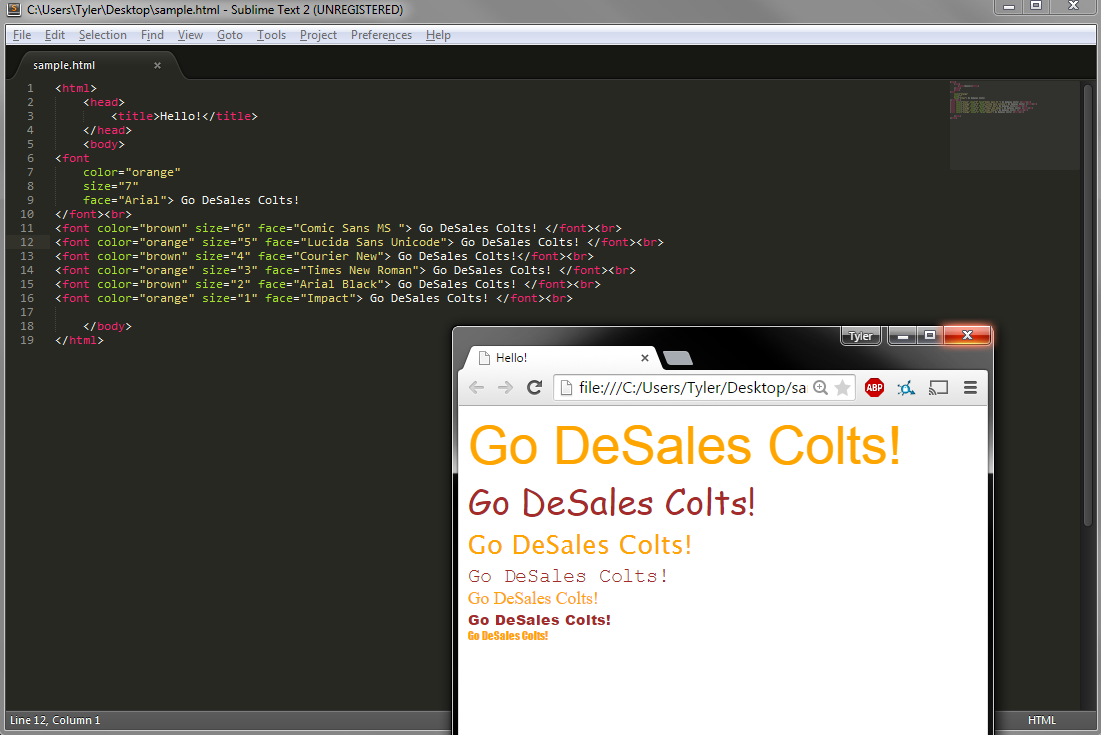 C:\Users\Tyler\Desktop\sample.html - Sublime Text 2 (UNREGISTERED)
File Edit Selection Find View Goto Tools Project Preferences Help
sample.html ×
1 <html>
2 <head>
3 <title>Hello!</title>
4 </head>
5 <body>
6 <font
7 color="orange"
8 size="7"
9 face="Arial"> Go DeSales Colts!
10 </font><br>
11 <font color="brown" size="6" face="Comic Sans MS "> Go DeSales Colts! </font><br>
12 <font color="orange" size="5" face="Lucida Sans Unicode"> Go DeSales Colts! </font><br>
13 <font color="brown" size="4" face="Courier New"> Go DeSales Colts!</font><br>
14 <font color="orange" size="3" face="Times New Roman"> Go DeSales Colts! </font><br>
15 <font color="brown" size="2" face="Arial Black"> Go DeSales Colts! </font><br>
16 <font color="orange" size="1" face="Impact"> Go DeSales Colts! </font><br>
17
18 </body>
19 </html>
Tyler
Hello! ×
file:///C:/Users/Tyler/Desktop/sa
ABP
Go DeSales Colts!
Go DeSales Colts!
Go DeSales Colts!
Go DeSales Colts!
Go DeSales Colts!
Go DeSales Colts!
Go DeSales Colts!
Line 12, Column 1
HTML